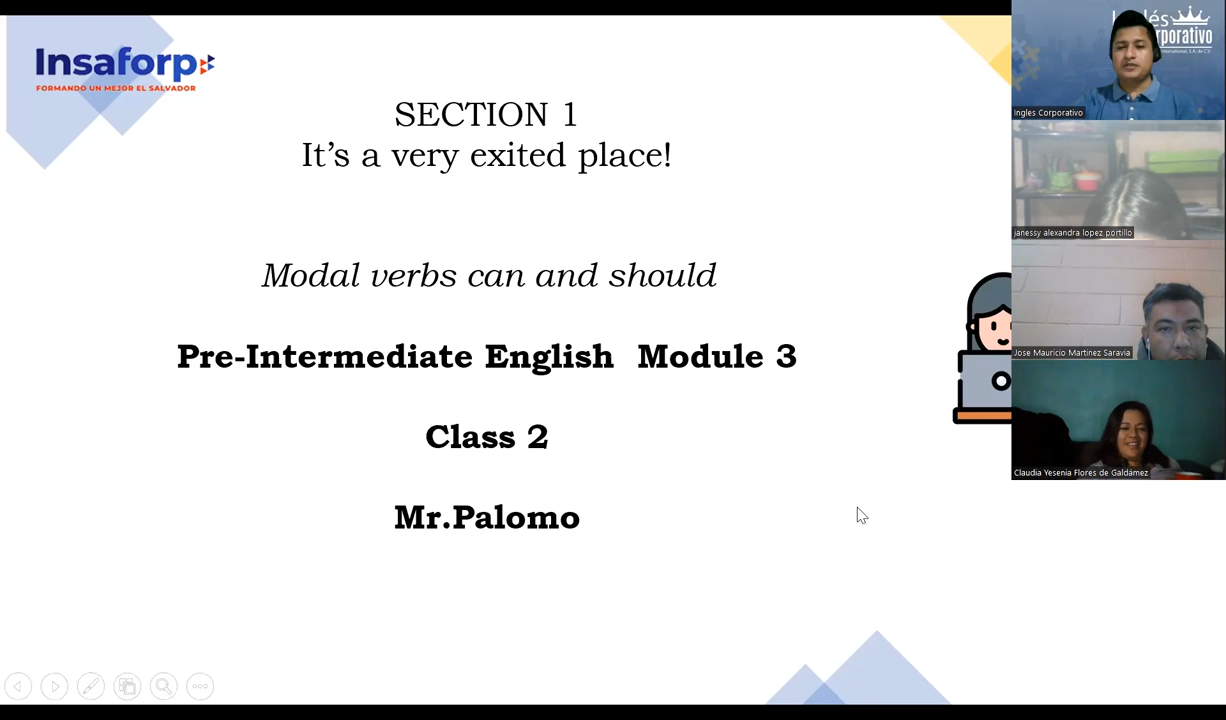 Insaforp
FORMANDO UN MEJOR EL SALVADOR
SECTION 1
It’s a very exited place!
Modal verbs can and should
Pre-Intermediate English  Module 3
Class 2
Mr.Palomo
Inglés
Corporativo
Ingles Corporativo
janessy alexandra lopez portillo
Jose Mauricio Martinez Saravia
Claudia Yesenia Flores de Galdámez